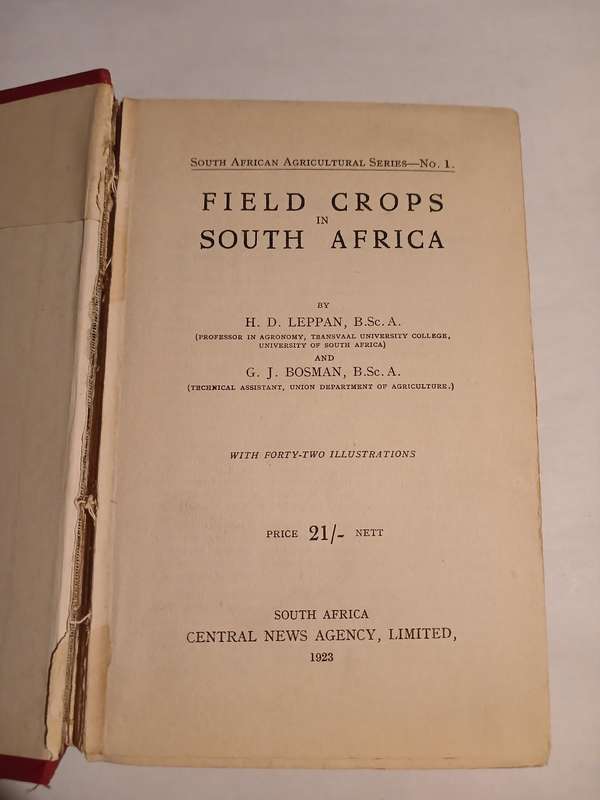 SOUTH AFRICAN AGRICULTURAL SERIES—NO. 1.
FIELD CROPS
IN
SOUTH AFRICA
BY
H. D. LEPPAN, B.Sc.A.
(PROFESSOR IN AGRONOMY, TRANSVAAL UNIVERSITY COLLEGE,
UNIVERSITY OF SOUTH AFRICA)
AND
G. J. BOSMAN, B.Sc.A.
(TECHNICAL ASSISTANT, UNION DEPARTMENT OF AGRICULTURE.)
WITH FORTY-TWO ILLUSTRATIONS
PRICE 21/- NETT
SOUTH AFRICA
CENTRAL NEWS AGENCY, LIMITED,
1923